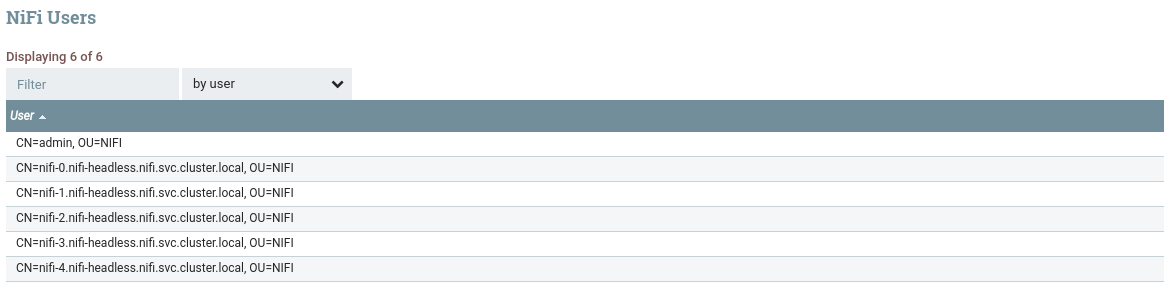 NiFi Users
Displaying 6 of 6
Filter
by user
User
CN=admin, OU=NIFI
CN=nifi-0.nifi-headless.nifi.svc.cluster.local, OU=NIFI
CN=nifi-1.nifi-headless.nifi.svc.cluster.local, OU=NIFI
CN=nifi-2.nifi-headless.nifi.svc.cluster.local, OU=NIFI
CN=nifi-3.nifi-headless.nifi.svc.cluster.local, OU=NIFI
CN=nifi-4.nifi-headless.nifi.svc.cluster.local, OU=NIFI